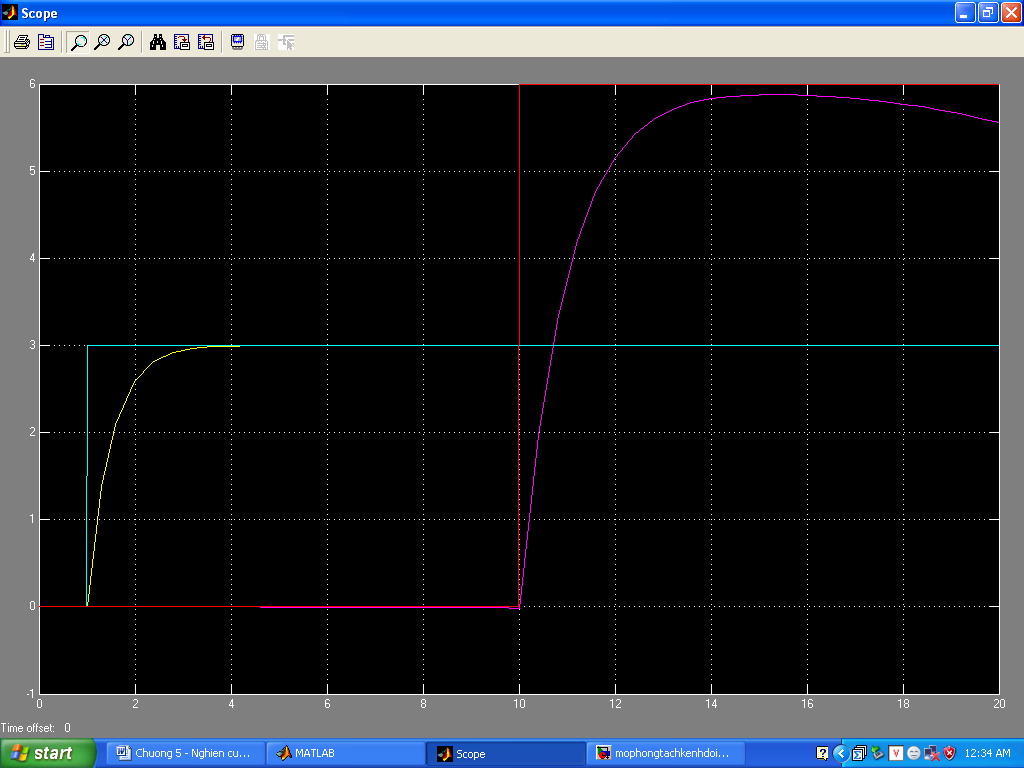 Scope
6
5
4
3
2
1
0
-1
0 2 4 6 8 10 12 14 16 18 20
Time offset: 0
start
Chuong 5 - Nghien cu...
MATLAB
Scope
mophongtachkenhdoi...
?
V
12:34 AM